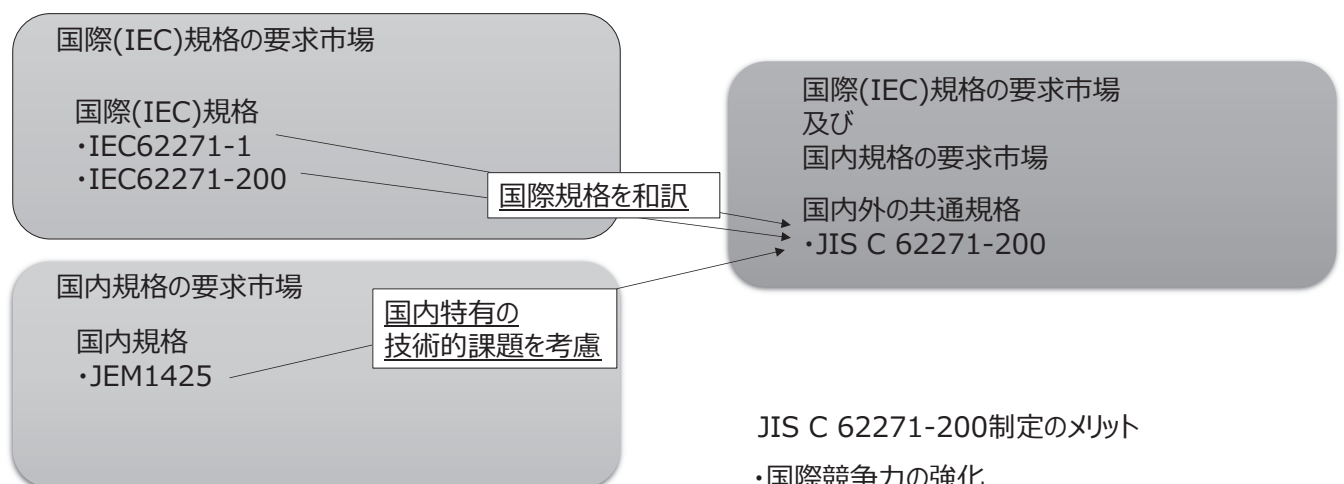 国際(IEC)規格の要求市場
国際(IEC)規格
・IEC62271-1
・IEC62271-200
国際規格を和訳
国内規格の要求市場
国内規格
・JEM1425
国内特有の
技術的課題を考慮
国際(IEC)規格の要求市場
及び
国内規格の要求市場
国内外の共通規格
・JIS C 62271-200
JIS C 62271-200制定のメリット
・国際競争力の強化